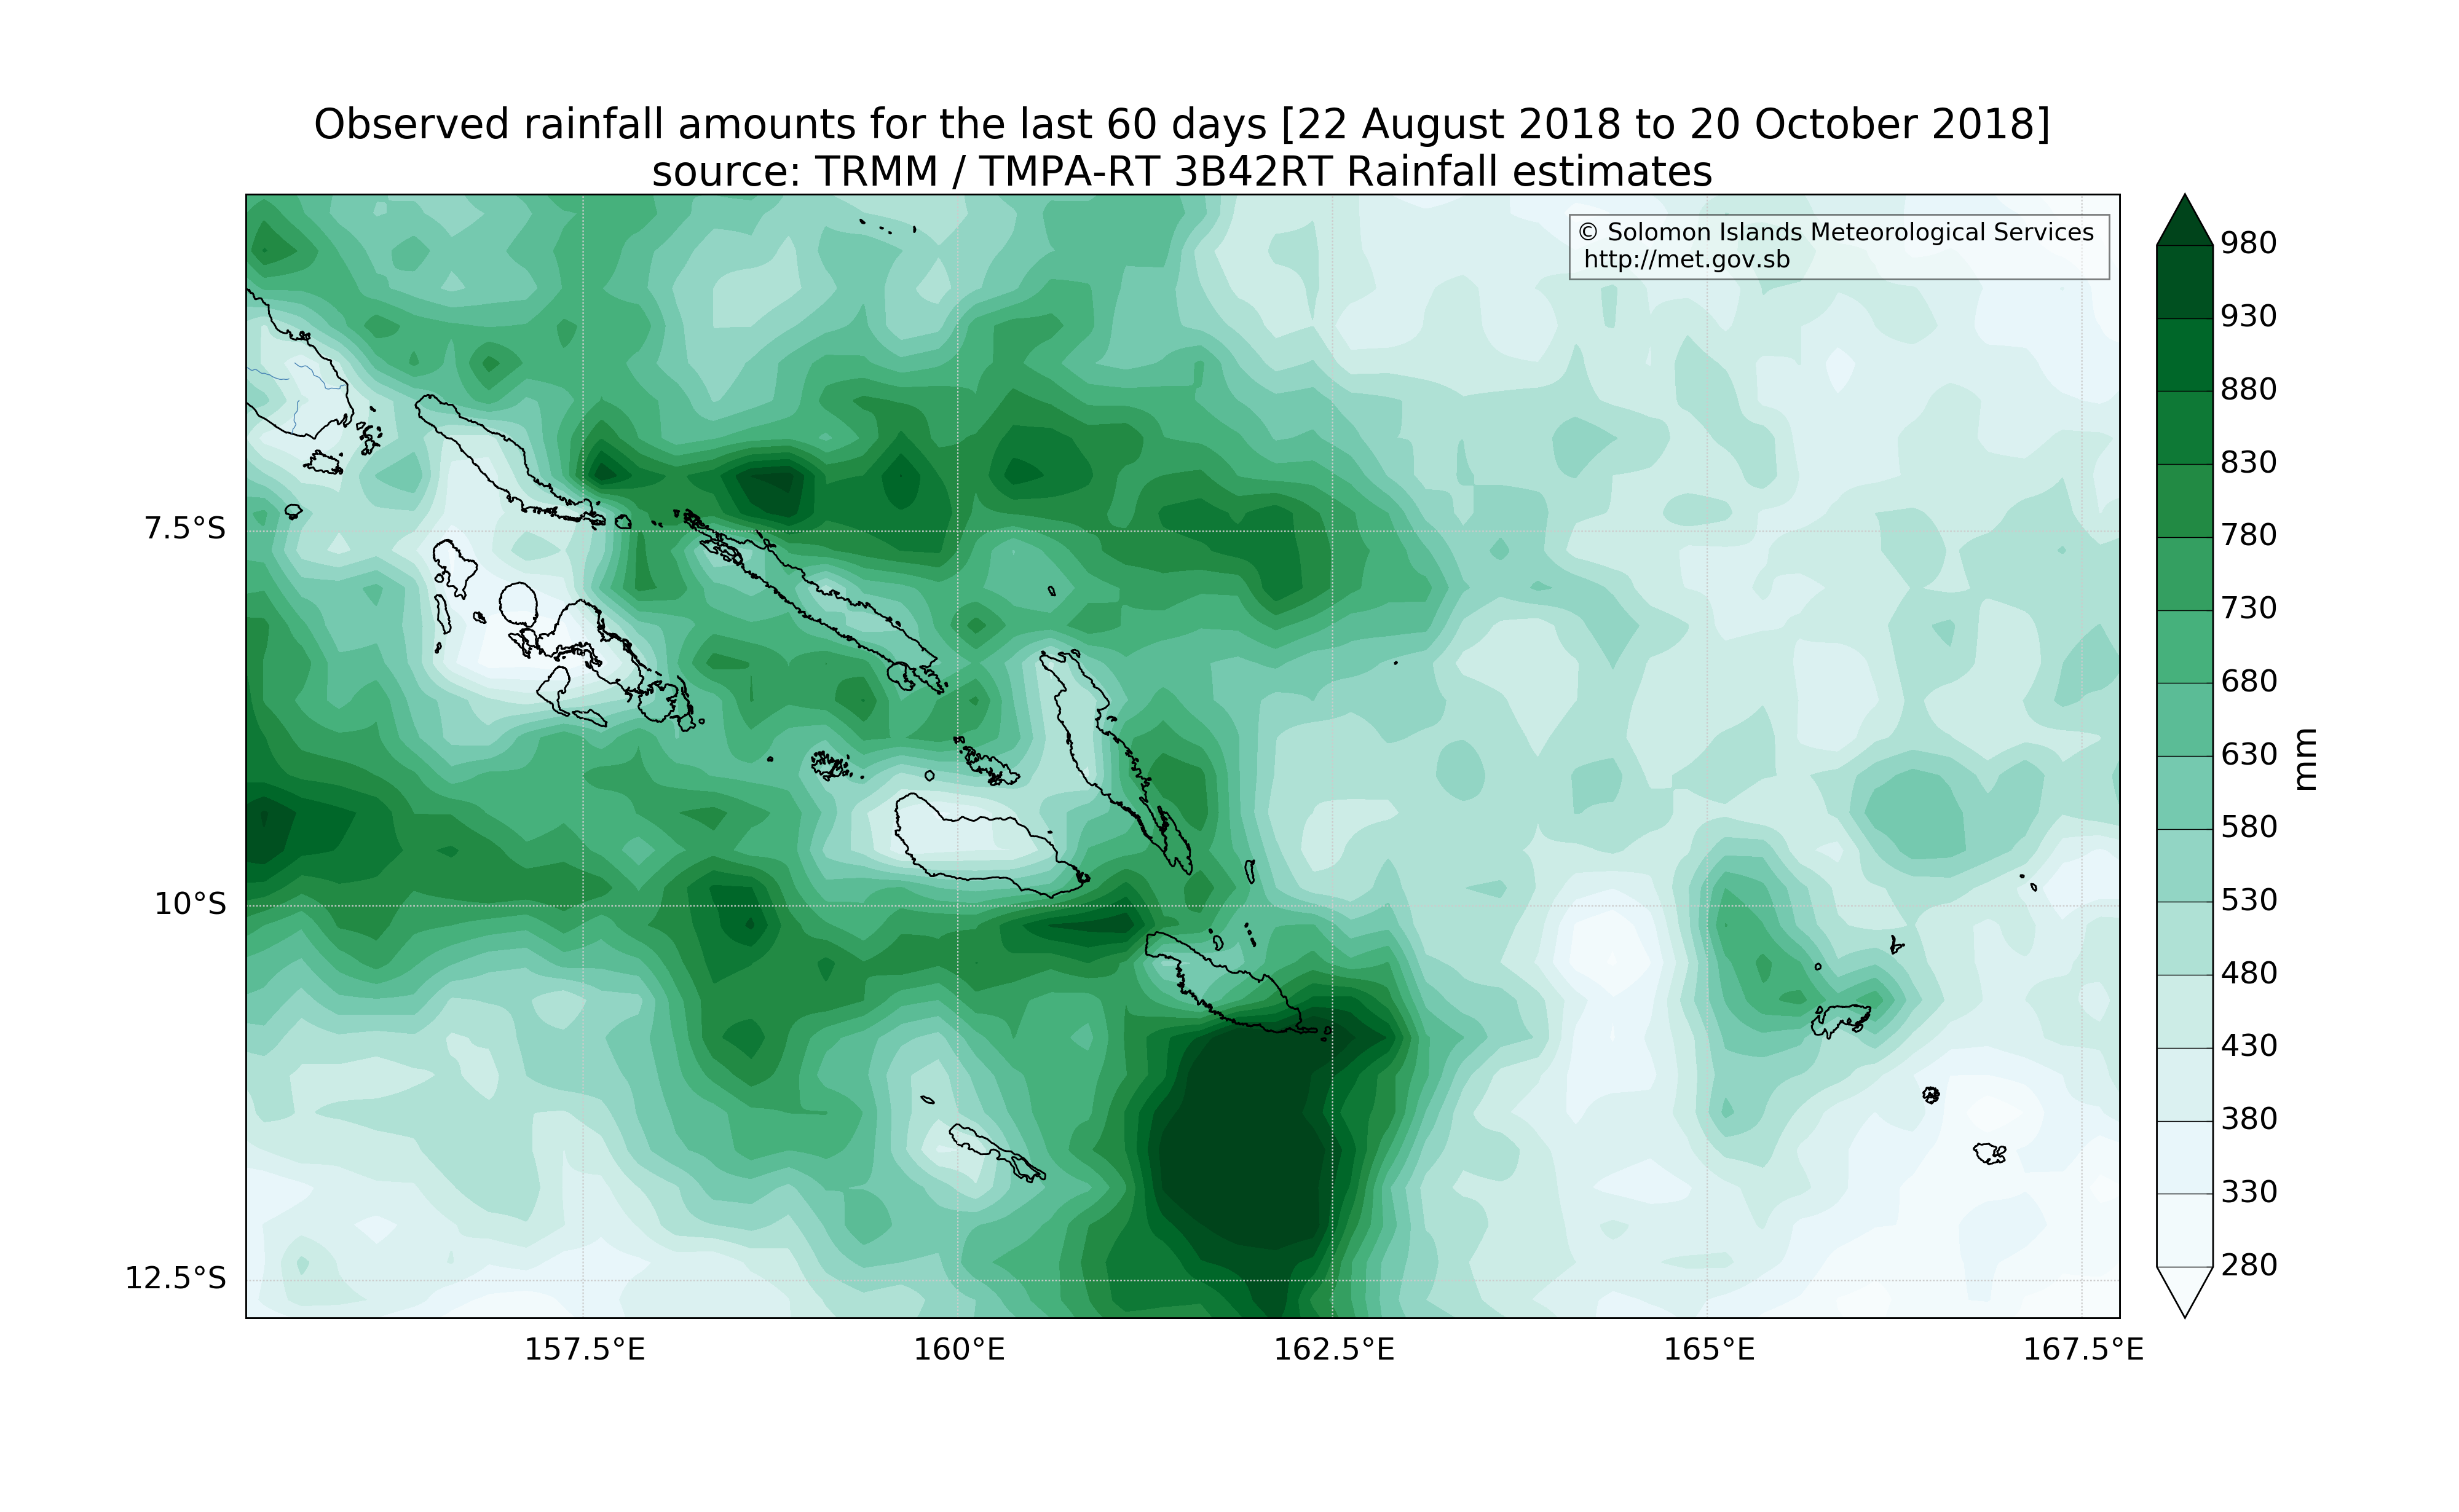 Observed rainfall amounts for the last 60 days [22 August 2018 to 20 October 2018]
source: TRMM / TMPA-RT 3B42RT Rainfall estimates
© Solomon Islands Meteorological Services
http://met.gov.sb
980
930
880
830
780
730
680
630
580
530
480
430
380
330
280
mm
7.5°S
10°S
12.5°S
157.5°E
160°E
162.5°E
165°E
167.5°E